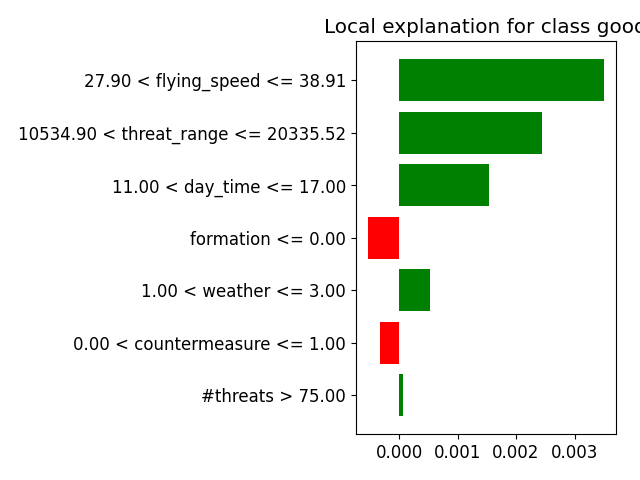 Local explanation for class good
27.90 < flying_speed <= 38.91
10534.90 < threat_range <= 20335.52
11.00 < day_time <= 17.00
formation <= 0.00
1.00 < weather <= 3.00
0.00 < countermeasure <= 1.00
#threats > 75.00
0.000 0.001 0.002 0.003